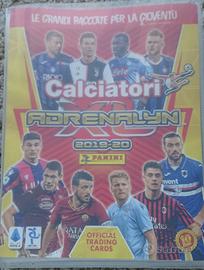 LE GRANDI RACCOLTE PER LA GIOVENTÙ
Calciatori
ADRENALYN
XL
2019-20
PANINI
OFFICIAL
TRADING
CARDS